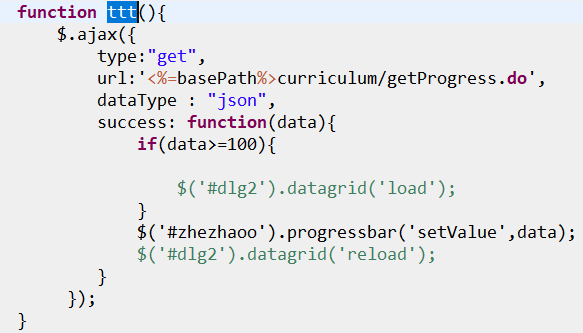 function ttt(){
$.ajax({
type:"get",
url:'<%=basePath%>curriculum/getProgress.do',
dataType : "json",
success: function(data){
if(data>=100){
$('#dlg2').datagrid('load');
}
$('#zhezhaoo').progressbar('setValue',data);
$('#dlg2').datagrid('reload');
}
});
}